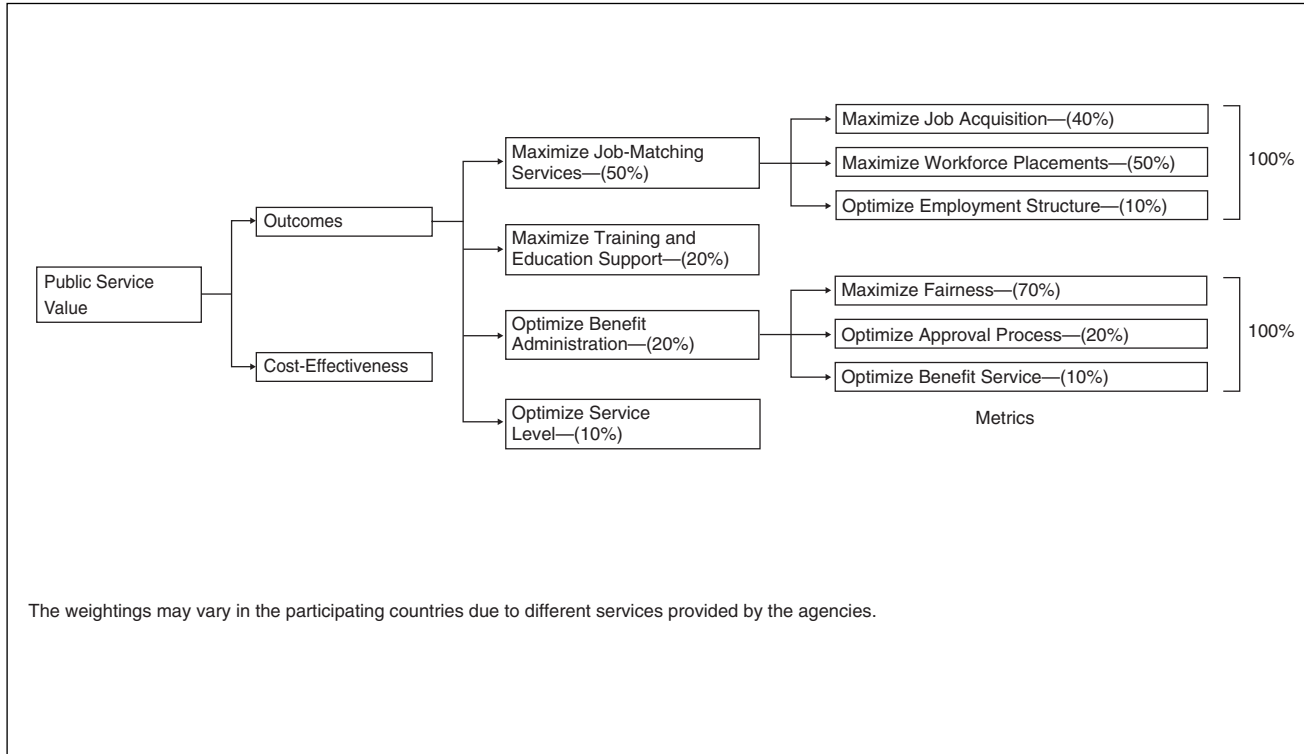 Public Service
Value
Outcomes
Cost-Effectiveness
Maximize Job-Matching
Services—(50%)
Maximize Training and
Education Support—(20%)
Optimize Benefit
Administration—(20%)
Optimize Service
Level—(10%)
Maximize Job Acquisition—(40%)
Maximize Workforce Placements—(50%)
Optimize Employment Structure—(10%)
100%
Maximize Fairness—(70%)
Optimize Approval Process—(20%)
Optimize Benefit Service—(10%)
100%
Metrics
The weightings may vary in the participating countries due to different services provided by the agencies.